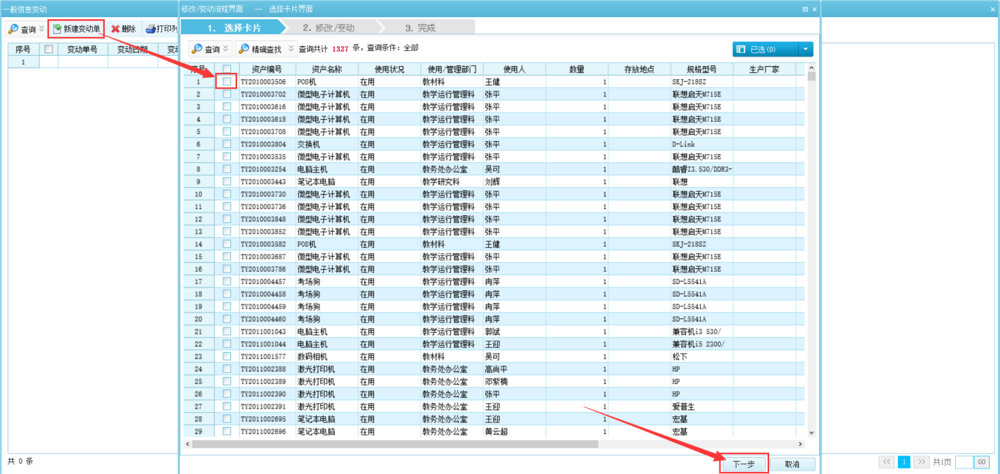 一般信息变动
查询 新建变动单 删除 打印列
序号 变动单号 变动日期
1
共 0 条
修改/变动流程界面 — 选择卡片界面
1. 选择卡片 2. 修改/变动 3. 完成
查询 精确查找 查询共计 1327 条，查询条件：全部 已选(0)
序号 资产编号 资产名称 使用状况 使用/管理部门 使用人 数量 存放地点 规格型号 生产厂家
1 TY2010003506 POS机 在用 教材科 王健 1 SKJ-218SZ
2 TY2010003702 微型电子计算机 在用 教学运行管理科 张平 1 联想启天M715E
3 TY2010003616 微型电子计算机 在用 教学运行管理科 张平 1 联想启天M715E
4 TY2010003618 微型电子计算机 在用 教学运行管理科 张平 1 联想启天M715E
5 TY2010003708 微型电子计算机 在用 教学运行管理科 张平 1 联想启天M715E
6 TY2010003804 交换机 在用 教学运行管理科 张平 1 D-Link
7 TY2010003535 微型电子计算机 在用 教学运行管理科 张平 1 联想启天M715E
8 TY2010003254 电脑主机 在用 教务处办公室 吴可 1 酷睿I3.530/DDR3-
9 TY2010003443 笔记本电脑 在用 教学研究科 刘辉 1 联想
10 TY2010003730 微型电子计算机 在用 教学运行管理科 张平 1 联想启天M715E
11 TY2010003736 微型电子计算机 在用 教学运行管理科 张平 1 联想启天M715E
12 TY2010003848 微型电子计算机 在用 教学运行管理科 张平 1 联想启天M715E
13 TY2010003852 微型电子计算机 在用 教学运行管理科 张平 1 联想启天M715E
14 TY2010003582 POS机 在用 教材科 王健 1 SKJ-218SZ
15 TY2010003687 微型电子计算机 在用 教学运行管理科 张平 1 联想启天M715E
16 TY2010003786 微型电子计算机 在用 教学运行管理科 张平 1 联想启天M715E
17 TY2010004457 考场狗 在用 教学运行管理科 冉萍 1 SD-L5541A
18 TY2010004458 考场狗 在用 教学运行管理科 冉萍 1 SD-L5541A
19 TY2010004459 考场狗 在用 教学运行管理科 冉萍 1 SD-L5541A
20 TY2010004460 考场狗 在用 教学运行管理科 冉萍 1 SD-L5541A
21 TY2011001043 电脑主机 在用 教学运行管理科 郭斌 1 兼容机i3 530/
22 TY2011001044 电脑主机 在用 教学运行管理科 王迎 1 兼容机i5 2300/
23 TY2011001577 数码相机 在用 教材科 吴可 1 松下
24 TY2011002388 激光打印机 在用 教务处办公室 高尚平 1 HP
25 TY2011002389 激光打印机 在用 教务处办公室 邓紫楠 1 HP
26 TY2011002390 激光打印机 在用 教务处办公室 张平 1 HP
27 TY2011002391 激光打印机 在用 教务处办公室 王迎 1 爱普生
28 TY2011002695 笔记本电脑 在用 教务处办公室 王迎 1 宏基
29 TY2011002696 笔记本电脑 在用 教务处办公室 黄云超 1 宏基
下一步 取消
<< 1 >> 共1页 GO